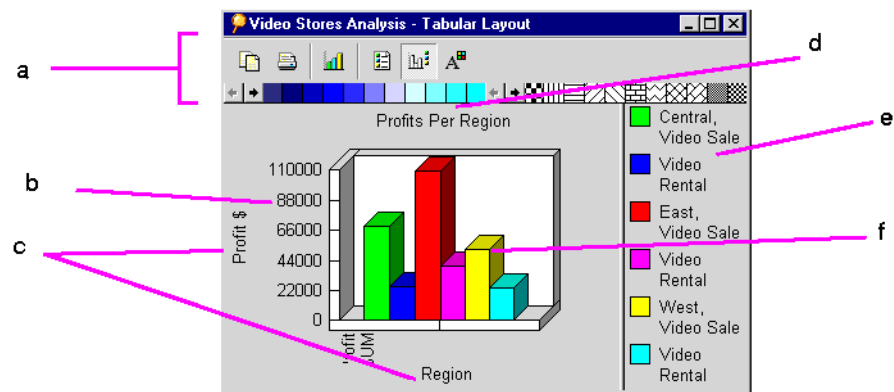 Video Stores Analysis - Tabular Layout
a
d
Profits Per Region
e
Central,
Video Sale
Video
Rental
East,
Video Sale
Video
Rental
West,
Video Sale
Video
Rental
b
c
f
Profit $
110000
88000
66000
44000
22000
0
SUM
Region